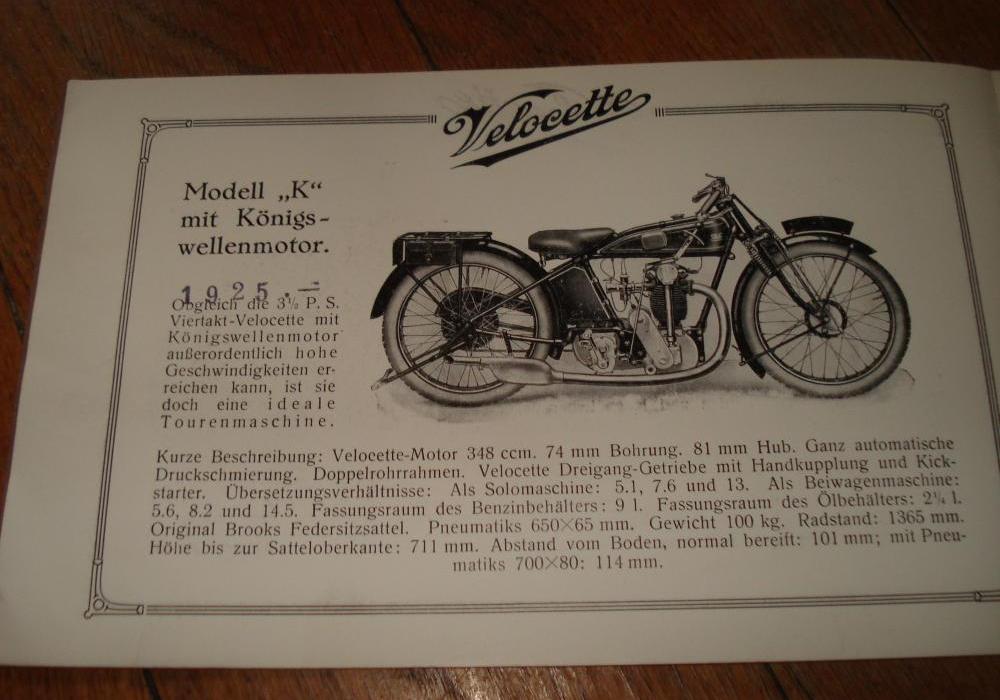 Velocette
Modell „K“
mit Königs-
wellenmotor.
1925.-
Obgleich die 3½ P. S.
Viertakt-Velocette mit
Königswellenmotor
außerordentlich hohe
Geschwindigkeiten er-
reichen kann, ist sie
doch eine ideale
Tourenmaschine.
Kurze Beschreibung: Velocette-Motor 348 ccm. 74 mm Bohrung. 81 mm Hub. Ganz automatische
Druckschmierung. Doppelrohrrahmen. Velocette Dreigang-Getriebe mit Handkupplung und Kick-
starter. Übersetzungsverhältnisse: Als Solomaschine: 5.1, 7.6 und 13. Als Beiwagenmaschine:
5.6, 8.2 und 14.5. Fassungsraum des Benzinbehälters: 9 l. Fassungsraum des Ölbehälters: 2¼ l.
Original Brooks Federsitzsattel. Pneumatiks 650×65 mm. Gewicht 100 kg. Radstand: 1365 mm.
Höhe bis zur Satteloberkante: 711 mm. Abstand vom Boden, normal bereift: 101 mm; mit Pneu-
matiks 700×80: 114 mm.